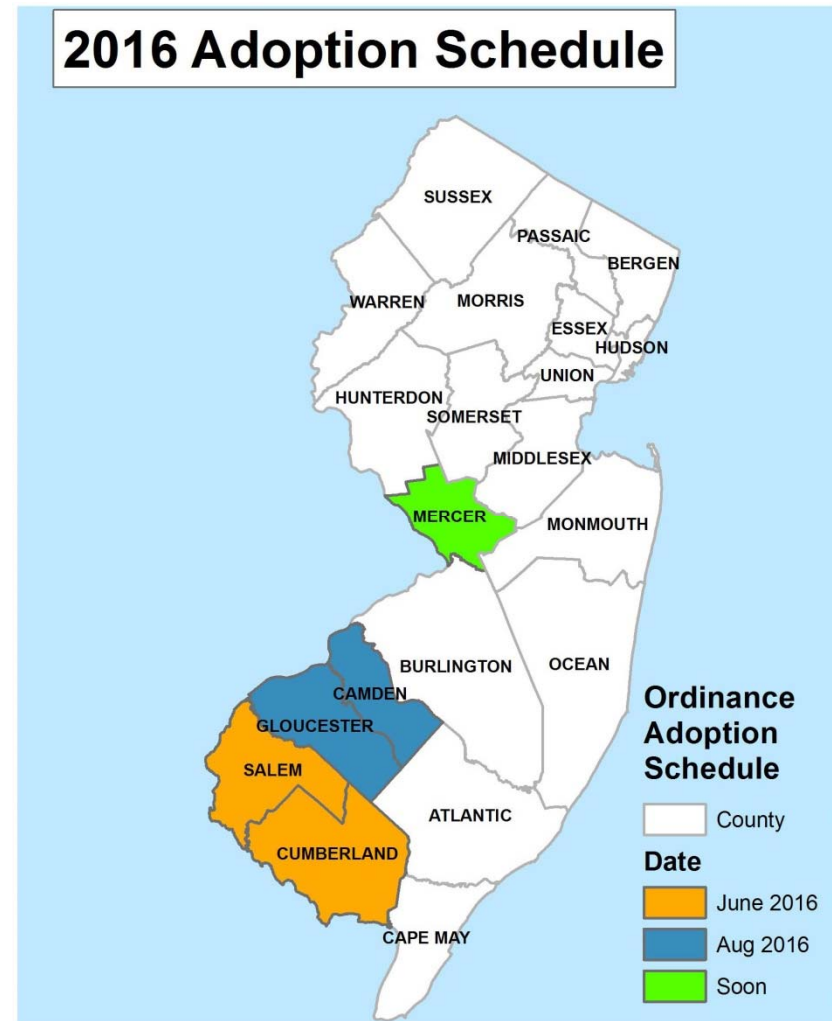 2016 Adoption Schedule
SUSSEX
PASSAIC
BERGEN
WARREN
MORRIS
ESSEX
HUDSON
UNION
HUNTERDON
SOMERSET
MIDDLESEX
MERCER
MONMOUTH
BURLINGTON
OCEAN
CAMDEN
GLOUCESTER
SALEM
ATLANTIC
CUMBERLAND
CAPE MAY
Ordinance
Adoption
Schedule
County
Date
June 2016
Aug 2016
Soon